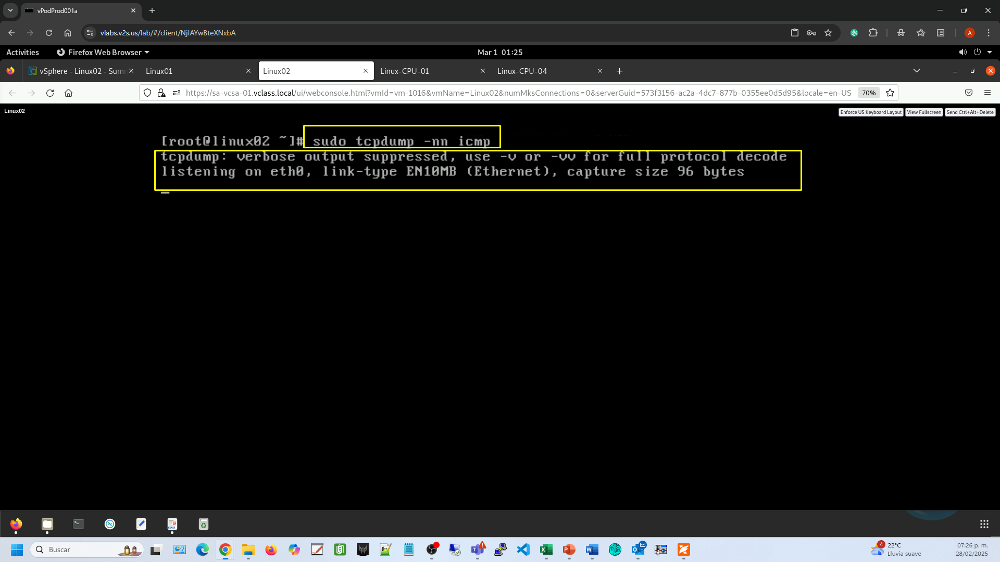 vPodProd001a
vlabs.v2s.us/lab/#/client/NjIAYwBteXNxbA
A
Activities
Firefox Web Browser
Mar 1 01:25
vSphere - Linux02 - Sum
Linux01
Linux02
Linux-CPU-01
Linux-CPU-04
https://sa-vcsa-01.vclass.local/ui/webconsole.html?vmId=vm-1016&vmName=Linux02&numMksConnections=0&serverGuid=573f3156-ac2a-4dc7-877b-0355ee0d5d95&locale=en-US
70%
Linux02
Enforce US Keyboard Layout
View Fullscreen
Send Ctrl+Alt+Delete
[root@linux02 ~]# sudo tcpdump -nn icmp
tcpdump: verbose output suppressed, use -v or -vv for full protocol decode
listening on eth0, link-type EN10MB (Ethernet), capture size 96 bytes
Buscar
4
22°C
Lluvia suave
07:26 p. m.
28/02/2025